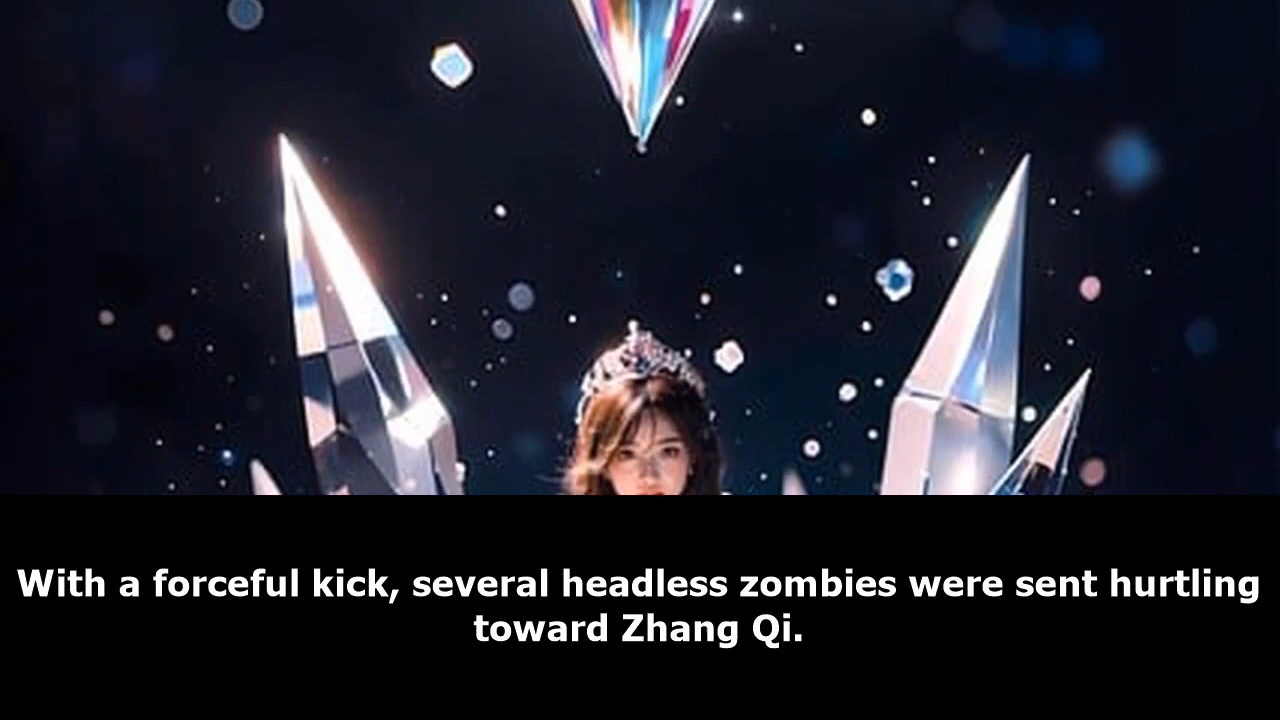 With a forceful kick, several headless zombies were sent hurtling
toward Zhang Qi.